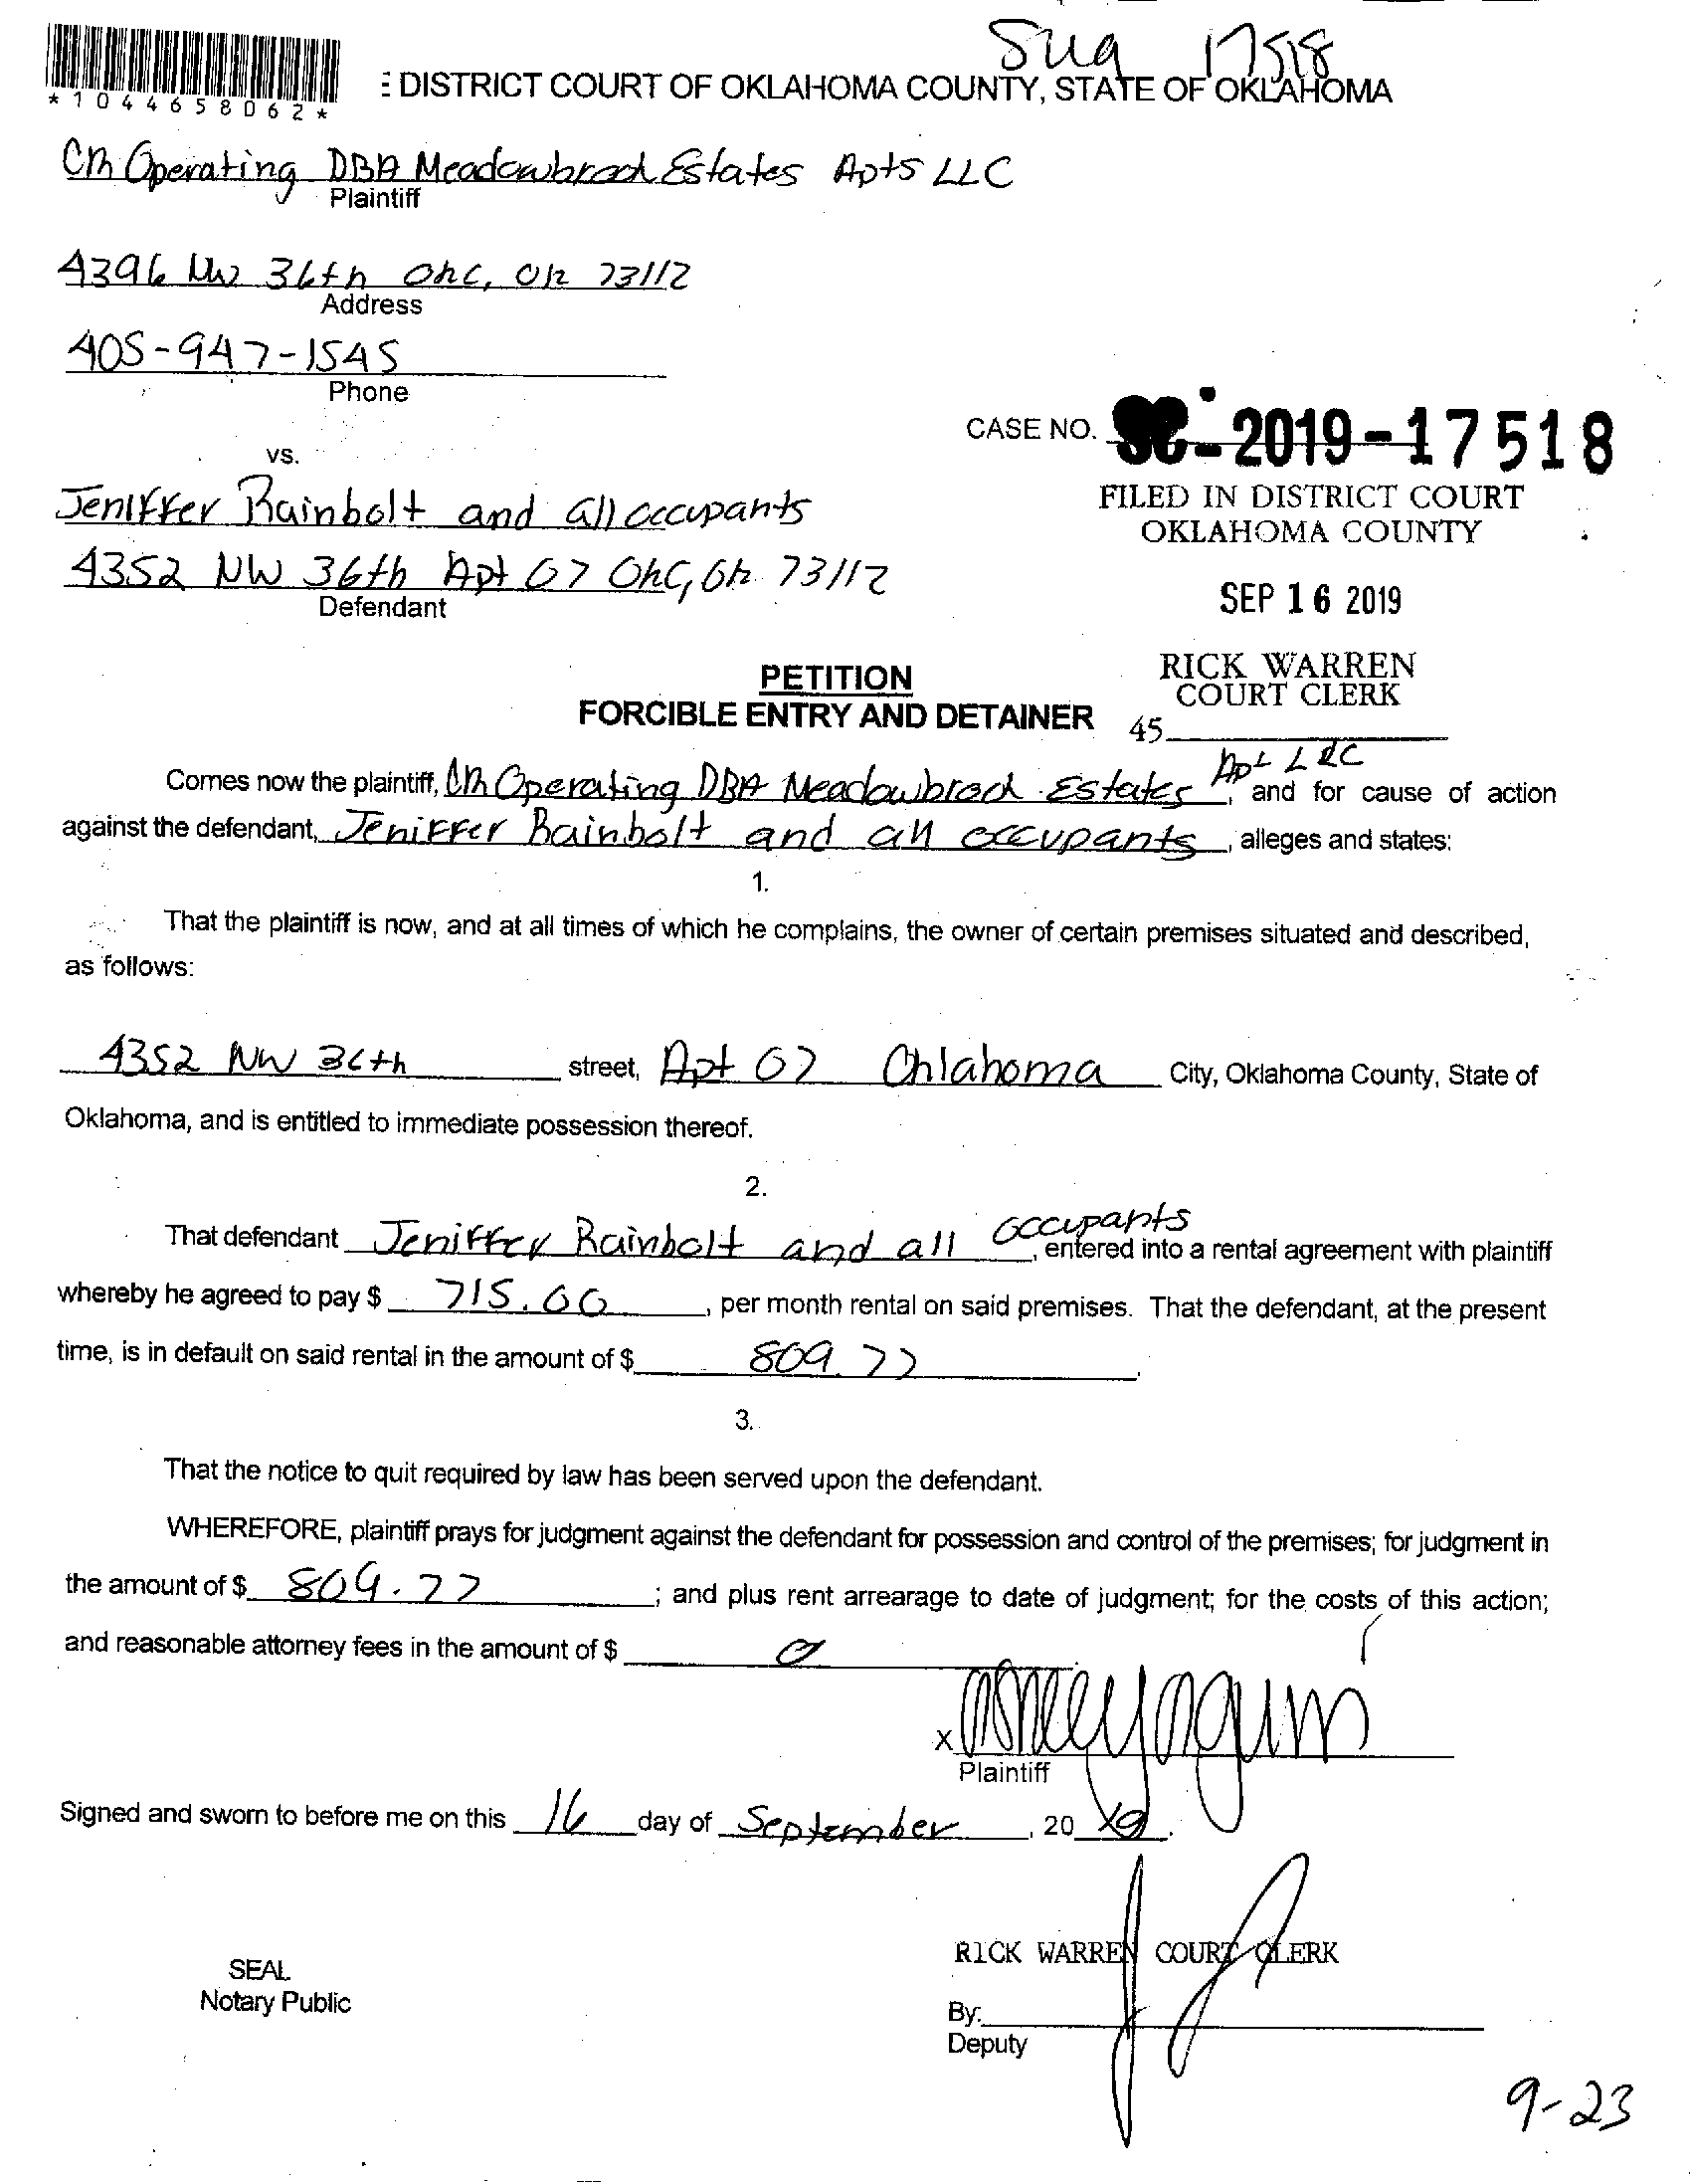 17518
*1044658062*
DISTRICT COURT OF OKLAHOMA COUNTY, STATE OF OKLAHOMA
CM Operating DBA Meadowbrook Estates Apts LLC
Plaintiff
4396 NW 36th OKC, OK 73112
Address
405-947-1545
Phone
CASE NO. SC-2019-17518
vs.
Jeniffer Rainbolt and all occupants
FILED IN DISTRICT COURT
OKLAHOMA COUNTY
4352 NW 36th Apt 07 OKC, OK 73112
Defendant
SEP 16 2019
RICK WARREN
COURT CLERK
PETITION
FORCIBLE ENTRY AND DETAINER
45
Comes now the plaintiff, CM Operating DBA Meadowbrook Estates Apt LLC, and for cause of action
against the defendant, Jeniffer Rainbolt and all occupants, alleges and states:
1.
That the plaintiff is now, and at all times of which he complains, the owner of certain premises situated and described,
as follows:
4352 NW 36th street, Apt 07 Oklahoma City, Oklahoma County, State of
Oklahoma, and is entitled to immediate possession thereof.
2.
That defendant Jeniffer Rainbolt and all occupants, entered into a rental agreement with plaintiff
whereby he agreed to pay $ 715.00, per month rental on said premises. That the defendant, at the present
time, is in default on said rental in the amount of $ 809.77.
3.
That the notice to quit required by law has been served upon the defendant.
WHEREFORE, plaintiff prays for judgment against the defendant for possession and control of the premises; for judgment in
the amount of $ 809.77; and plus rent arrearage to date of judgment; for the costs of this action;
and reasonable attorney fees in the amount of $ 0
X
Plaintiff
Signed and sworn to before me on this 16 day of September, 2019.
RICK WARREN COURT CLERK
SEAL
Notary Public
By:
Deputy
9-23